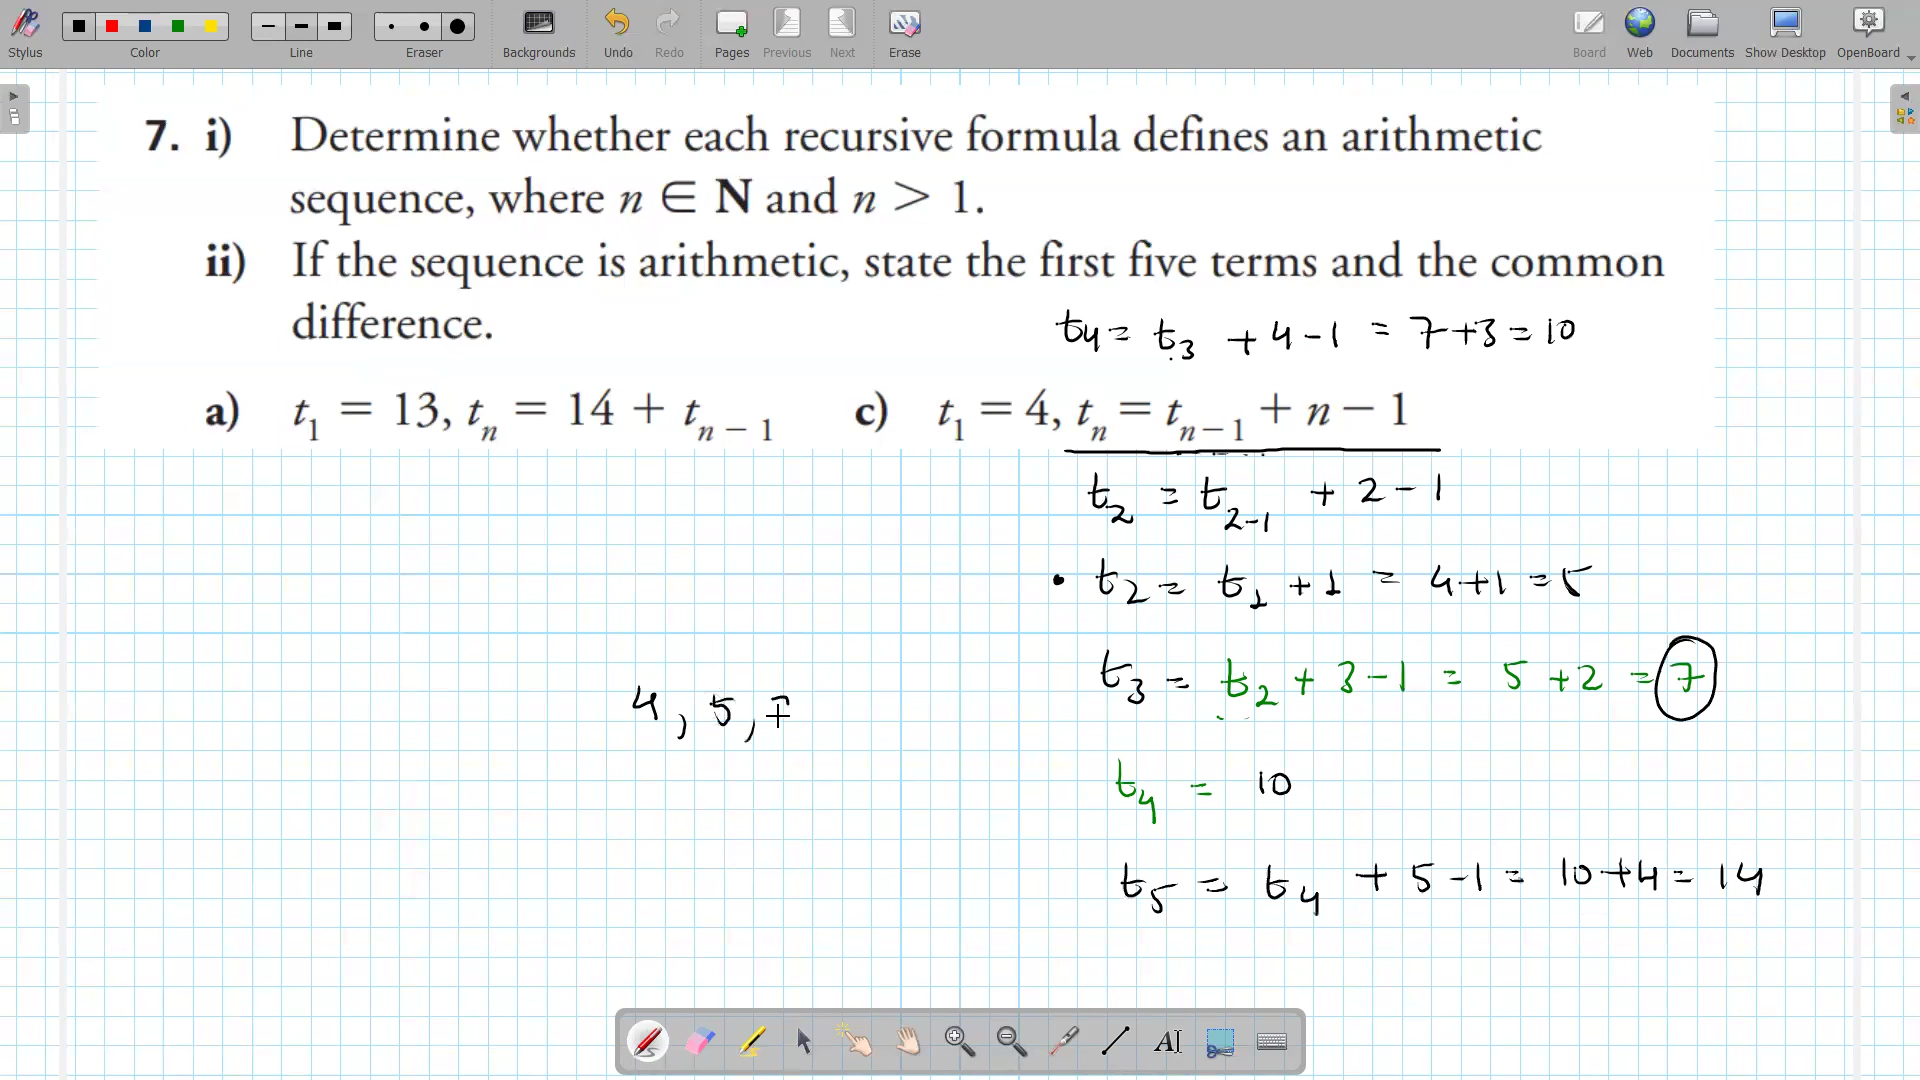 Stylus Color Line Eraser Backgrounds Undo Redo Pages Previous Next Erase Board Web Documents Show Desktop OpenBoard
7. i) Determine whether each recursive formula defines an arithmetic
sequence, where n ∈ N and n > 1.
ii) If the sequence is arithmetic, state the first five terms and the common
difference.
t₄ = t₃ + 4 - 1 = 7 + 3 = 10
a) t₁ = 13, tₙ = 14 + tₙ₋₁ c) t₁ = 4, tₙ = tₙ₋₁ + n − 1
t₂ = t₂₋₁ + 2 - 1
• t₂ = t₁ + 1 = 4 + 1 = 5
t₃ = t₂ + 3 - 1 = 5 + 2 = 7
4, 5, 7
t₄ = 10
t₅ = t₄ + 5 - 1 = 10 + 4 = 14